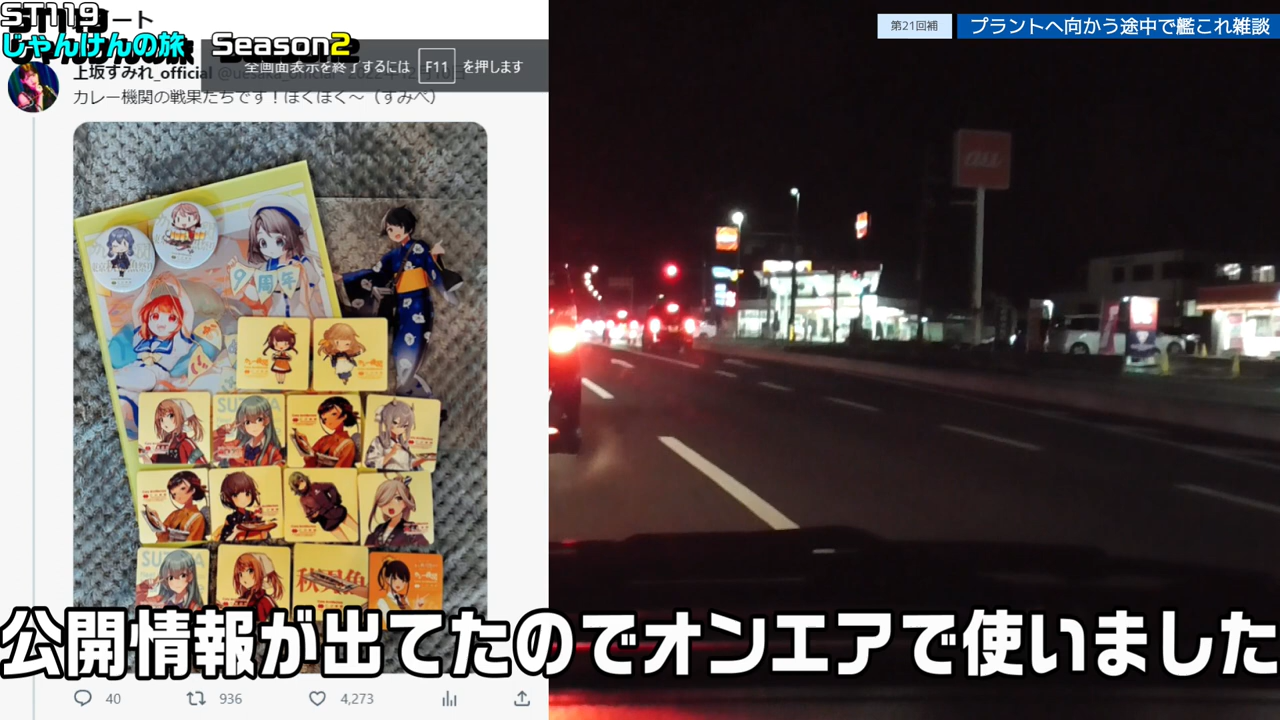 ST119
じゃんけんの旅 Season2
ート
第21回補
プラントへ向かう途中で艦これ雑談
全画面表示を終了するには F11 を押します
上坂すみれ_official
カレー機関の戦果たちです！ほくほく〜（すみぺ）
au
9周年
公開情報が出てたのでオンエアで使いました
40 936 4,273